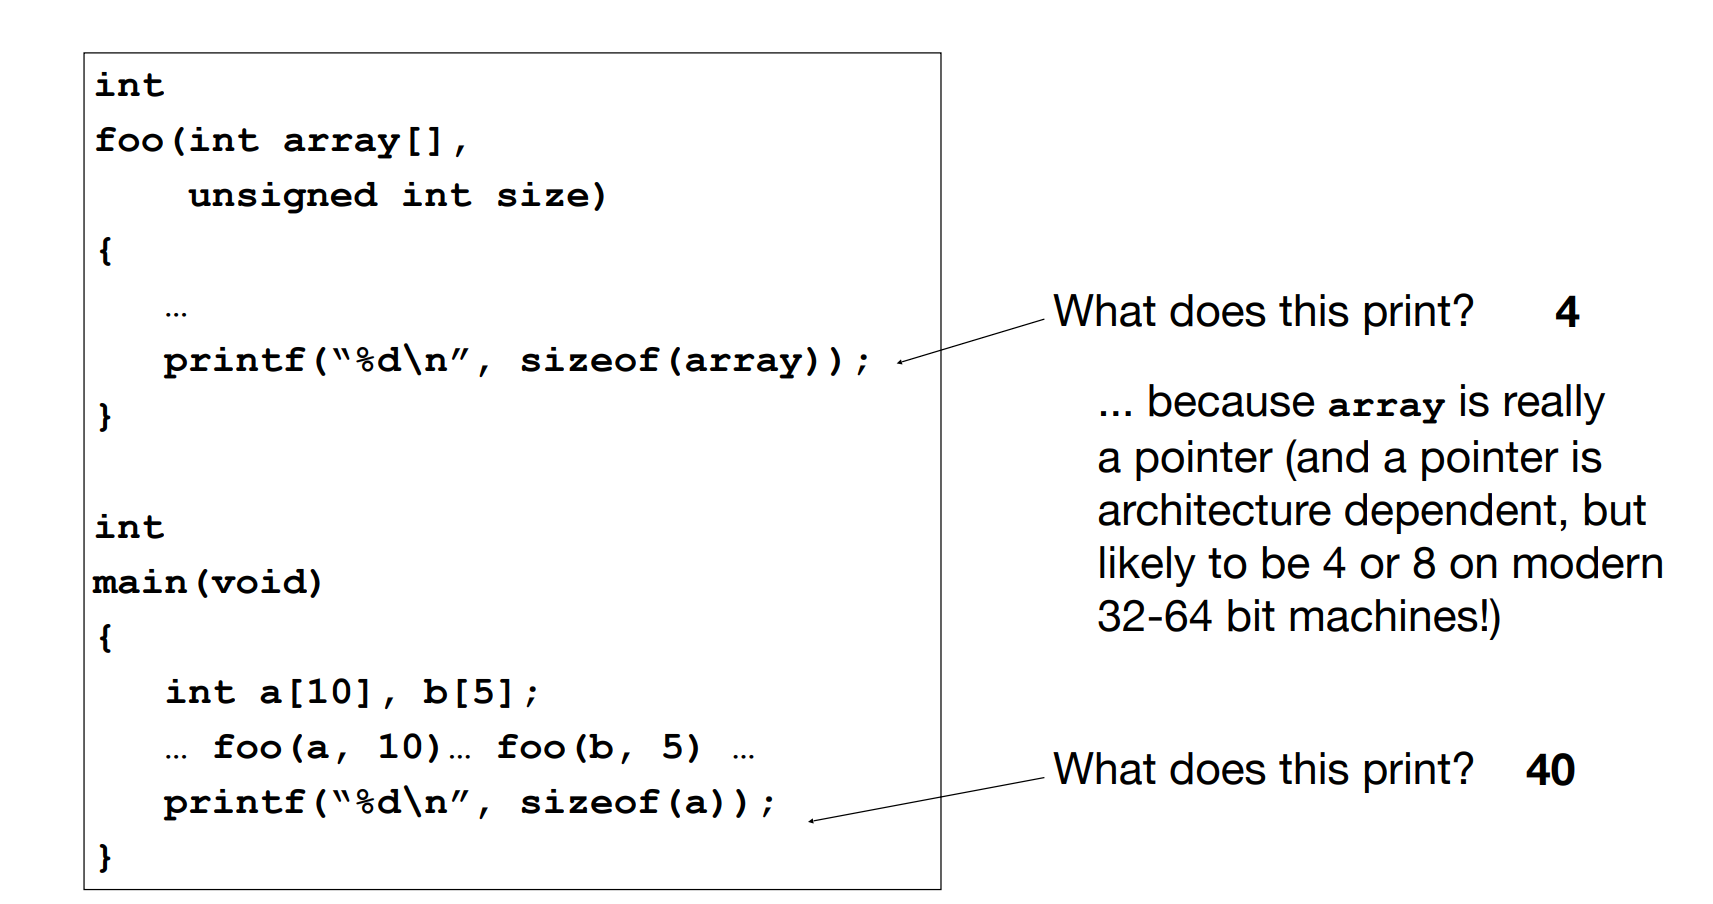 int
foo(int array[],
unsigned int size)
{
…
printf(“%d\n”, sizeof(array));
}
int
main(void)
{
int a[10], b[5];
… foo(a, 10)… foo(b, 5) …
printf(“%d\n”, sizeof(a));
}
What does this print? 4
... because array is really
a pointer (and a pointer is
architecture dependent, but
likely to be 4 or 8 on modern
32-64 bit machines!)
What does this print? 40